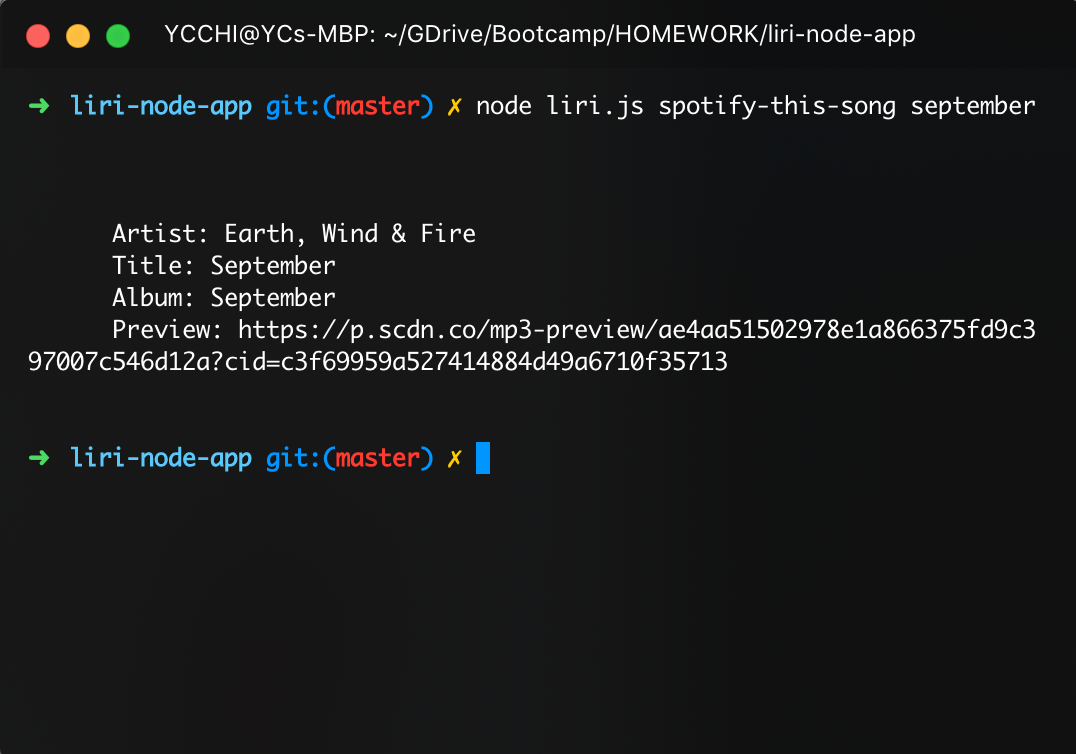 YCCHI@YCs-MBP: ~/GDrive/Bootcamp/HOMEWORK/liri-node-app
➜ liri-node-app git:(master) ✗ node liri.js spotify-this-song september
Artist: Earth, Wind & Fire
Title: September
Album: September
Preview: https://p.scdn.co/mp3-preview/ae4aa51502978e1a866375fd9c3
97007c546d12a?cid=c3f69959a527414884d49a6710f35713
➜ liri-node-app git:(master) ✗